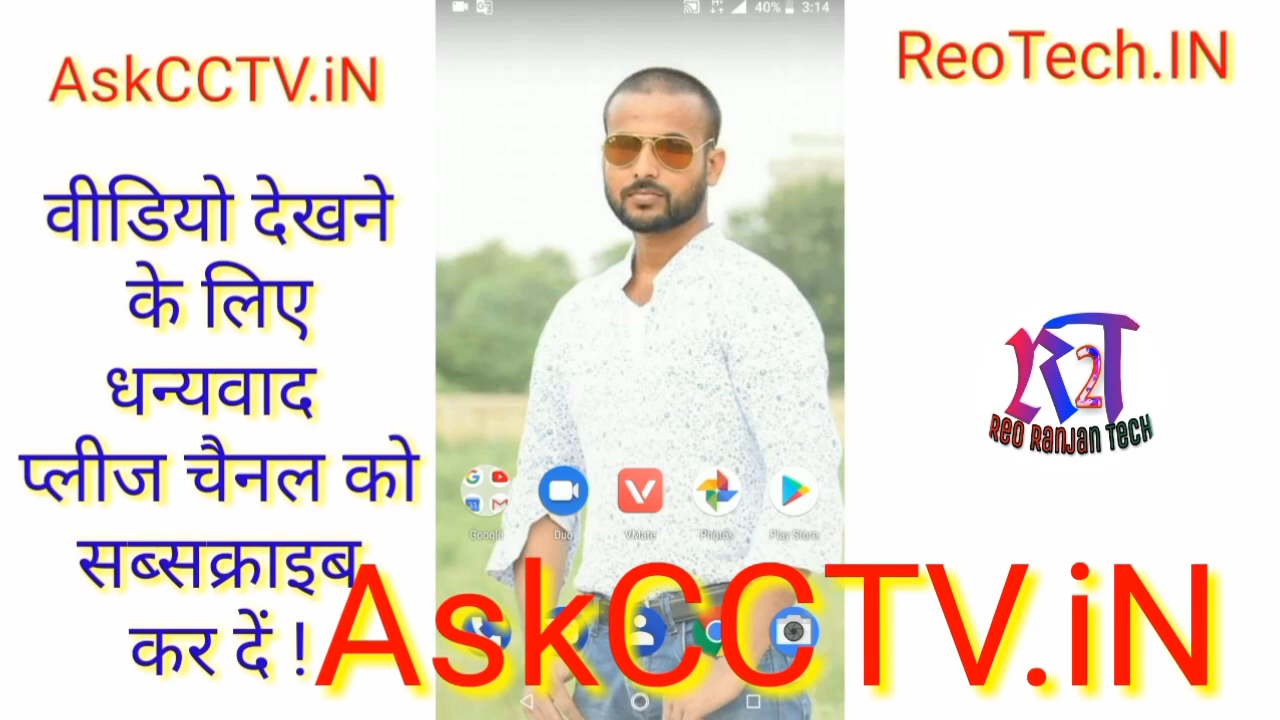 40% 3:14
AskCCTV.iN
ReoTech.IN
वीडियो देखने
के लिए
धन्यवाद
प्लीज चैनल को
सब्सक्राइब
कर दें !
R2T
REO RANJAN TECH
Google Duo VMate Photos Play Store
AskCCTV.iN